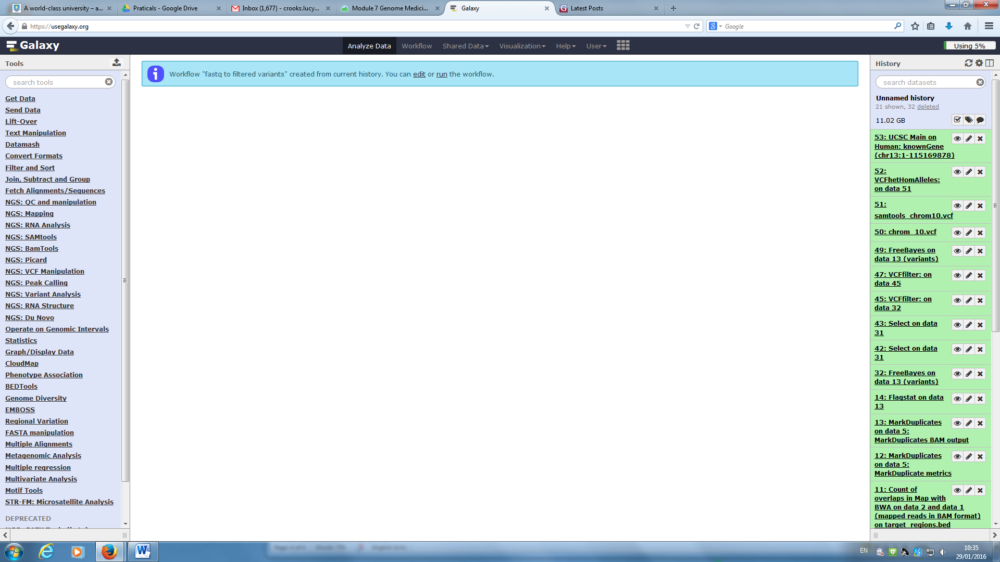 A world-class university – a...
Praticals - Google Drive
Inbox (1,677) - crooks.lucy...
Module 7 Genome Medici...
Galaxy
Latest Posts
https://usegalaxy.org
Google
Galaxy
Analyze Data
Workflow
Shared Data
Visualization
Help
User
Using 5%
Tools
search tools
Get Data
Send Data
Lift-Over
Text Manipulation
Datamash
Convert Formats
Filter and Sort
Join, Subtract and Group
Fetch Alignments/Sequences
NGS: QC and manipulation
NGS: Mapping
NGS: RNA Analysis
NGS: SAMtools
NGS: BamTools
NGS: Picard
NGS: VCF Manipulation
NGS: Peak Calling
NGS: Variant Analysis
NGS: RNA Structure
NGS: Du Novo
Operate on Genomic Intervals
Statistics
Graph/Display Data
CloudMap
Phenotype Association
BEDTools
Genome Diversity
EMBOSS
Regional Variation
FASTA manipulation
Multiple Alignments
Metagenomic Analysis
Multiple regression
Multivariate Analysis
Motif Tools
STR-FM: Microsatellite Analysis
DEPRECATED
Workflow "fastq to filtered variants" created from current history. You can edit or run the workflow.
History
search datasets
Unnamed history
21 shown, 32 deleted
11.02 GB
53: UCSC Main on
Human: knownGene
(chr13:1-115169878)
52:
VCFhetHomAlleles:
on data 51
51:
samtools_chrom10.vcf
50: chrom_10.vcf
49: FreeBayes on
data 13 (variants)
47: VCFfilter: on
data 45
45: VCFfilter: on
data 32
43: Select on data
31
42: Select on data
31
32: FreeBayes on
data 13 (variants)
14: Flagstat on data
13
13: MarkDuplicates
on data 5:
MarkDuplicates BAM output
12: MarkDuplicates
on data 5:
MarkDuplicate metrics
11: Count of
overlaps in Map with
BWA on data 2 and data 1
(mapped reads in BAM format)
on target_regions.bed
EN
10:35
29/01/2016